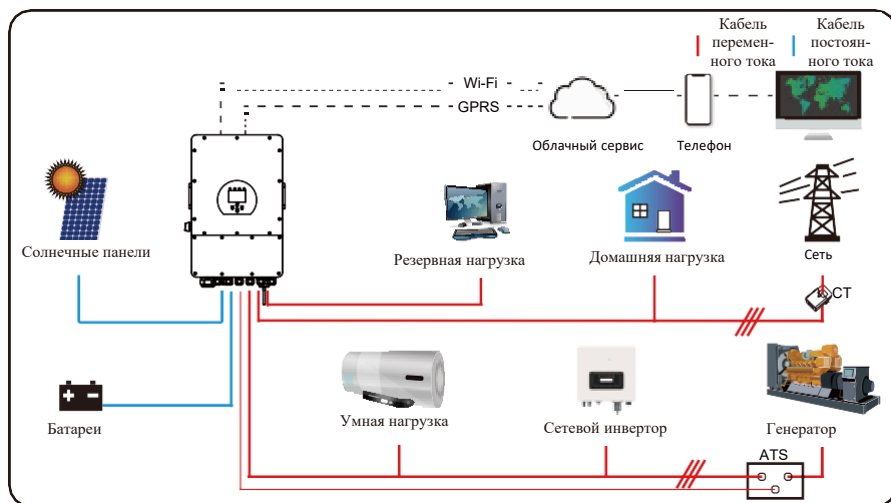 Кабель
перемен-
ного тока
Кабель
постоян-
ного тока
Wi-Fi
GPRS
Облачный сервис
Телефон
Солнечные панели
Резервная нагрузка
Домашняя нагрузка
Сеть
CT
Батареи
Умная нагрузка
Сетевой инвертор
Генератор
ATS